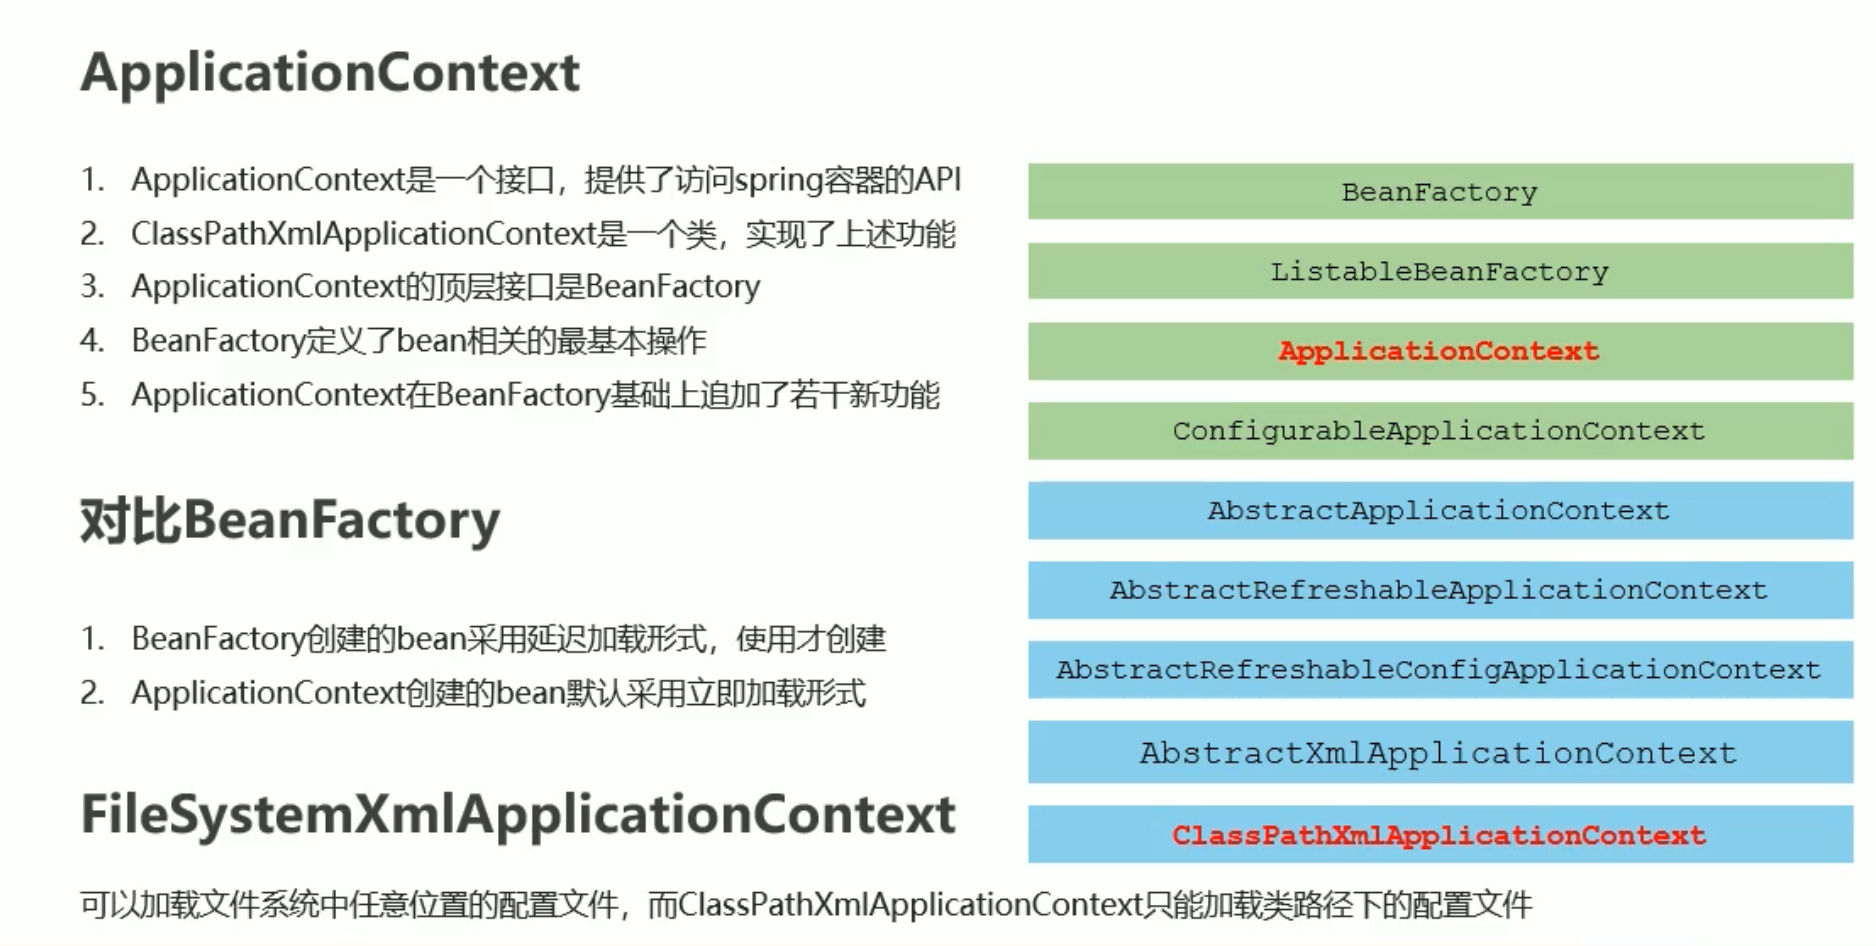 ApplicationContext
1. ApplicationContext是一个接口，提供了访问spring容器的API
2. ClassPathXmlApplicationContext是一个类，实现了上述功能
3. ApplicationContext的顶层接口是BeanFactory
4. BeanFactory定义了bean相关的最基本操作
5. ApplicationContext在BeanFactory基础上追加了若干新功能
对比BeanFactory
1. BeanFactory创建的bean采用延迟加载形式，使用才创建
2. ApplicationContext创建的bean默认采用立即加载形式
FileSystemXmlApplicationContext
可以加载文件系统中任意位置的配置文件，而ClassPathXmlApplicationContext只能加载类路径下的配置文件
BeanFactory
ListableBeanFactory
ApplicationContext
ConfigurableApplicationContext
AbstractApplicationContext
AbstractRefreshableApplicationContext
AbstractRefreshableConfigApplicationContext
AbstractXmlApplicationContext
ClassPathXmlApplicationContext